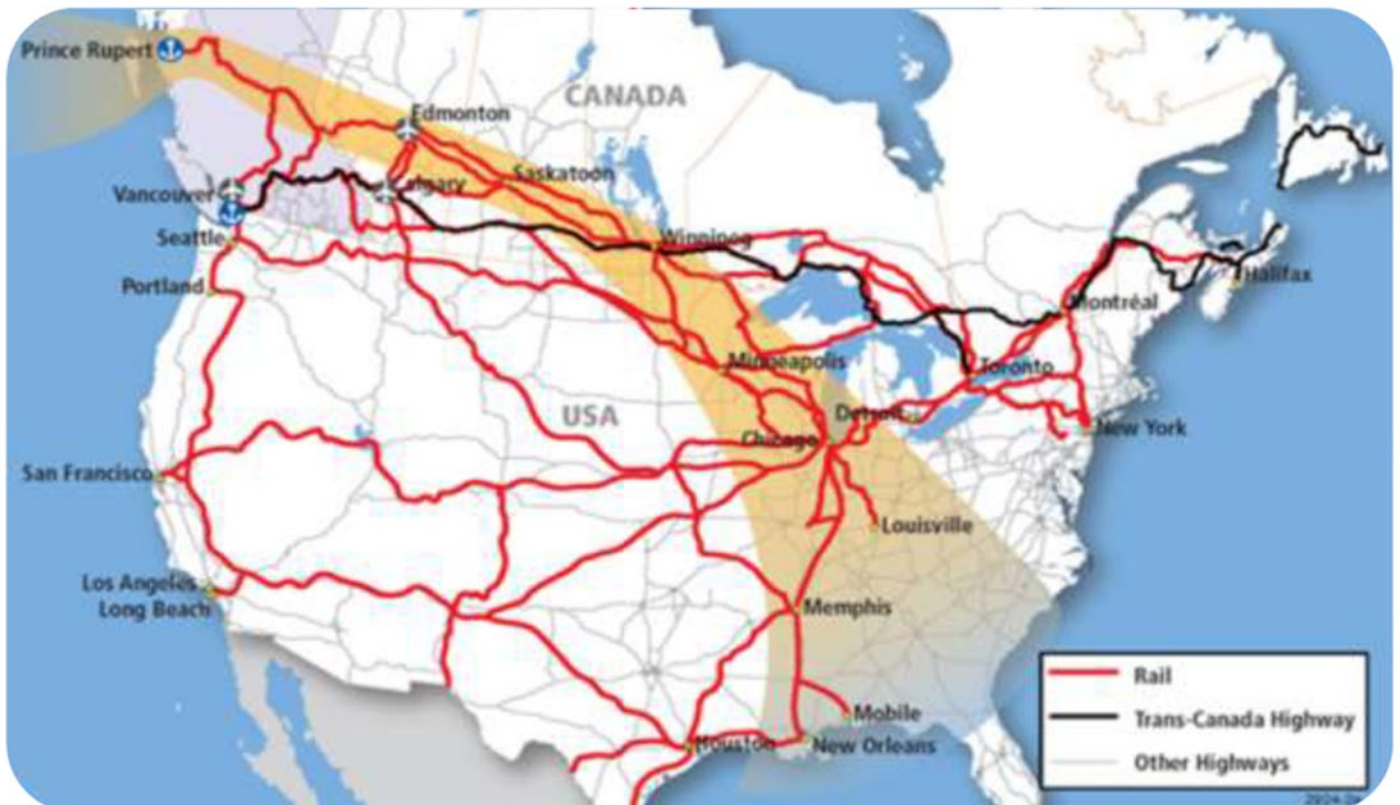 Prince Rupert
CANADA
Edmonton
Saskatoon
Calgary
Vancouver
Seattle
Winnipeg
Portland
Halifax
Montréal
Minneapolis
Toronto
USA
Detroit
Chicago
New York
San Francisco
Louisville
Los Angeles
Long Beach
Memphis
Mobile
Houston
New Orleans
Rail
Trans-Canada Highway
Other Highways